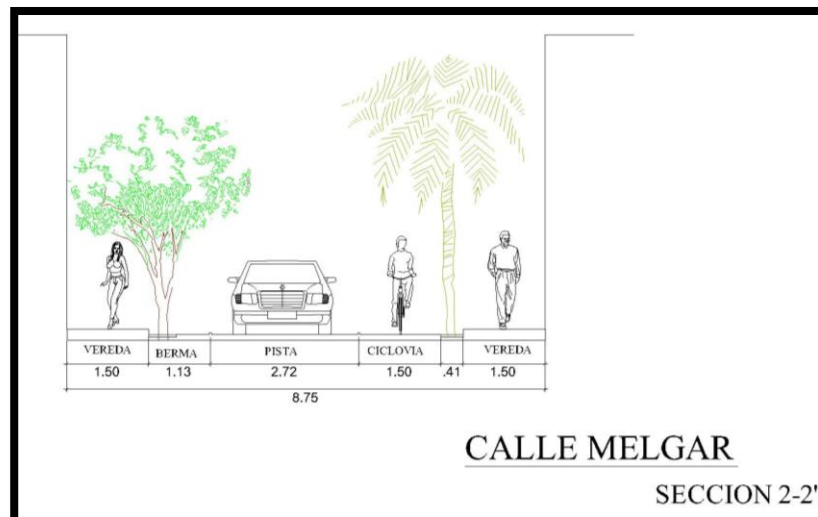 VEREDA BERMA PISTA CICLOVIA VEREDA
1.50 1.13 2.72 1.50 .41 1.50
8.75
CALLE MELGAR
SECCION 2-2'